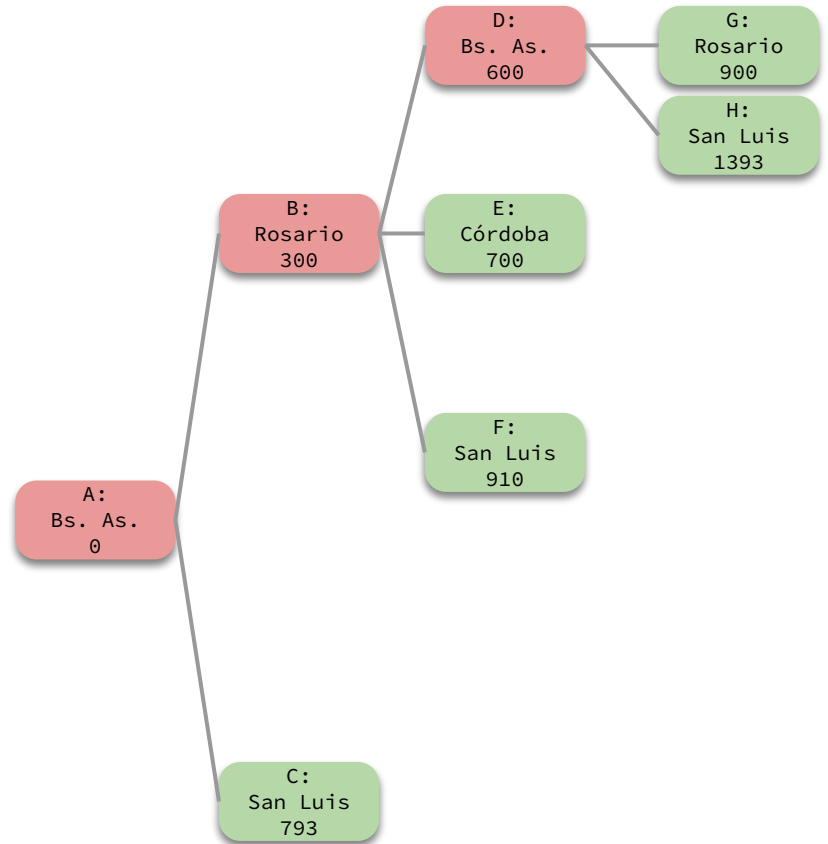 D:
Bs. As.
600
G:
Rosario
900
H:
San Luis
1393
B:
Rosario
300
E:
Córdoba
700
F:
San Luis
910
A:
Bs. As.
0
C:
San Luis
793